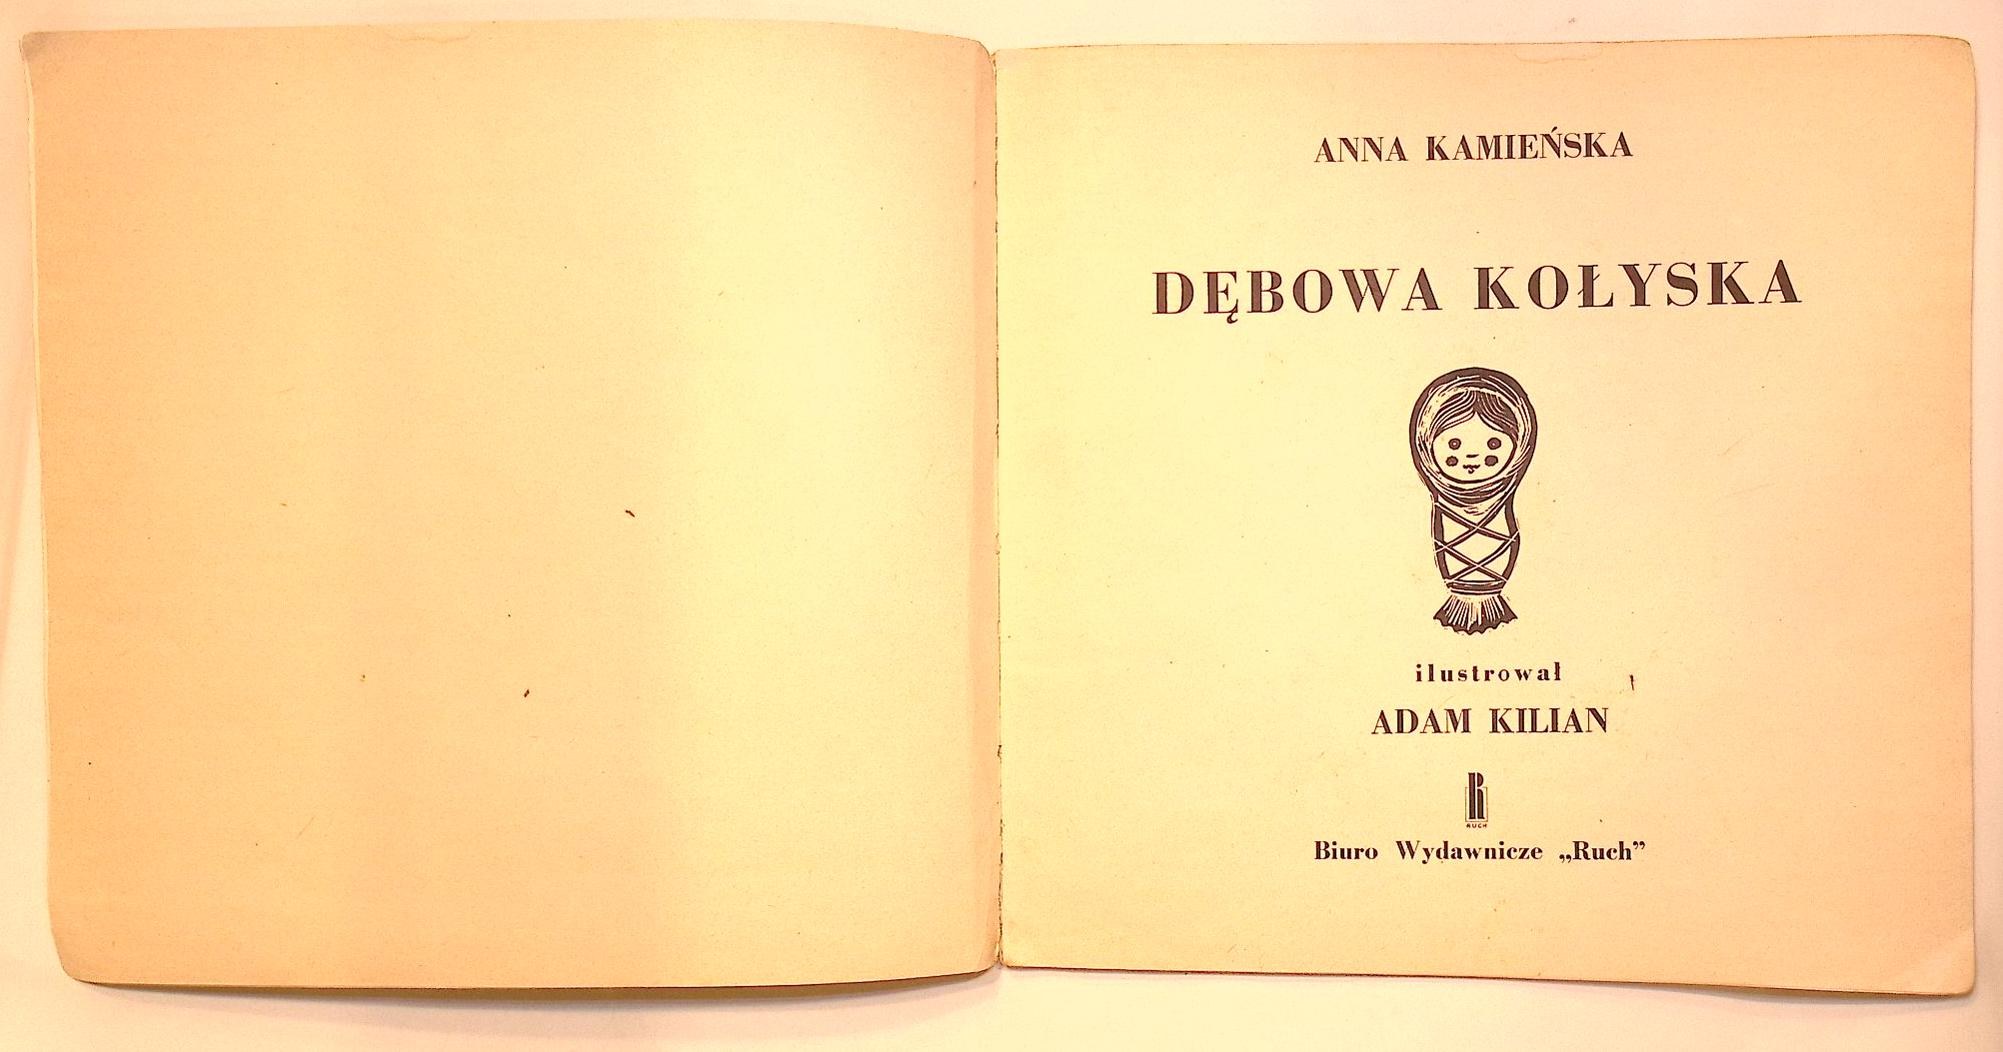 ANNA KAMIEŃSKA
DĘBOWA KOŁYSKA
ilustrował
ADAM KILIAN
R
RUCH
Biuro Wydawnicze „Ruch”